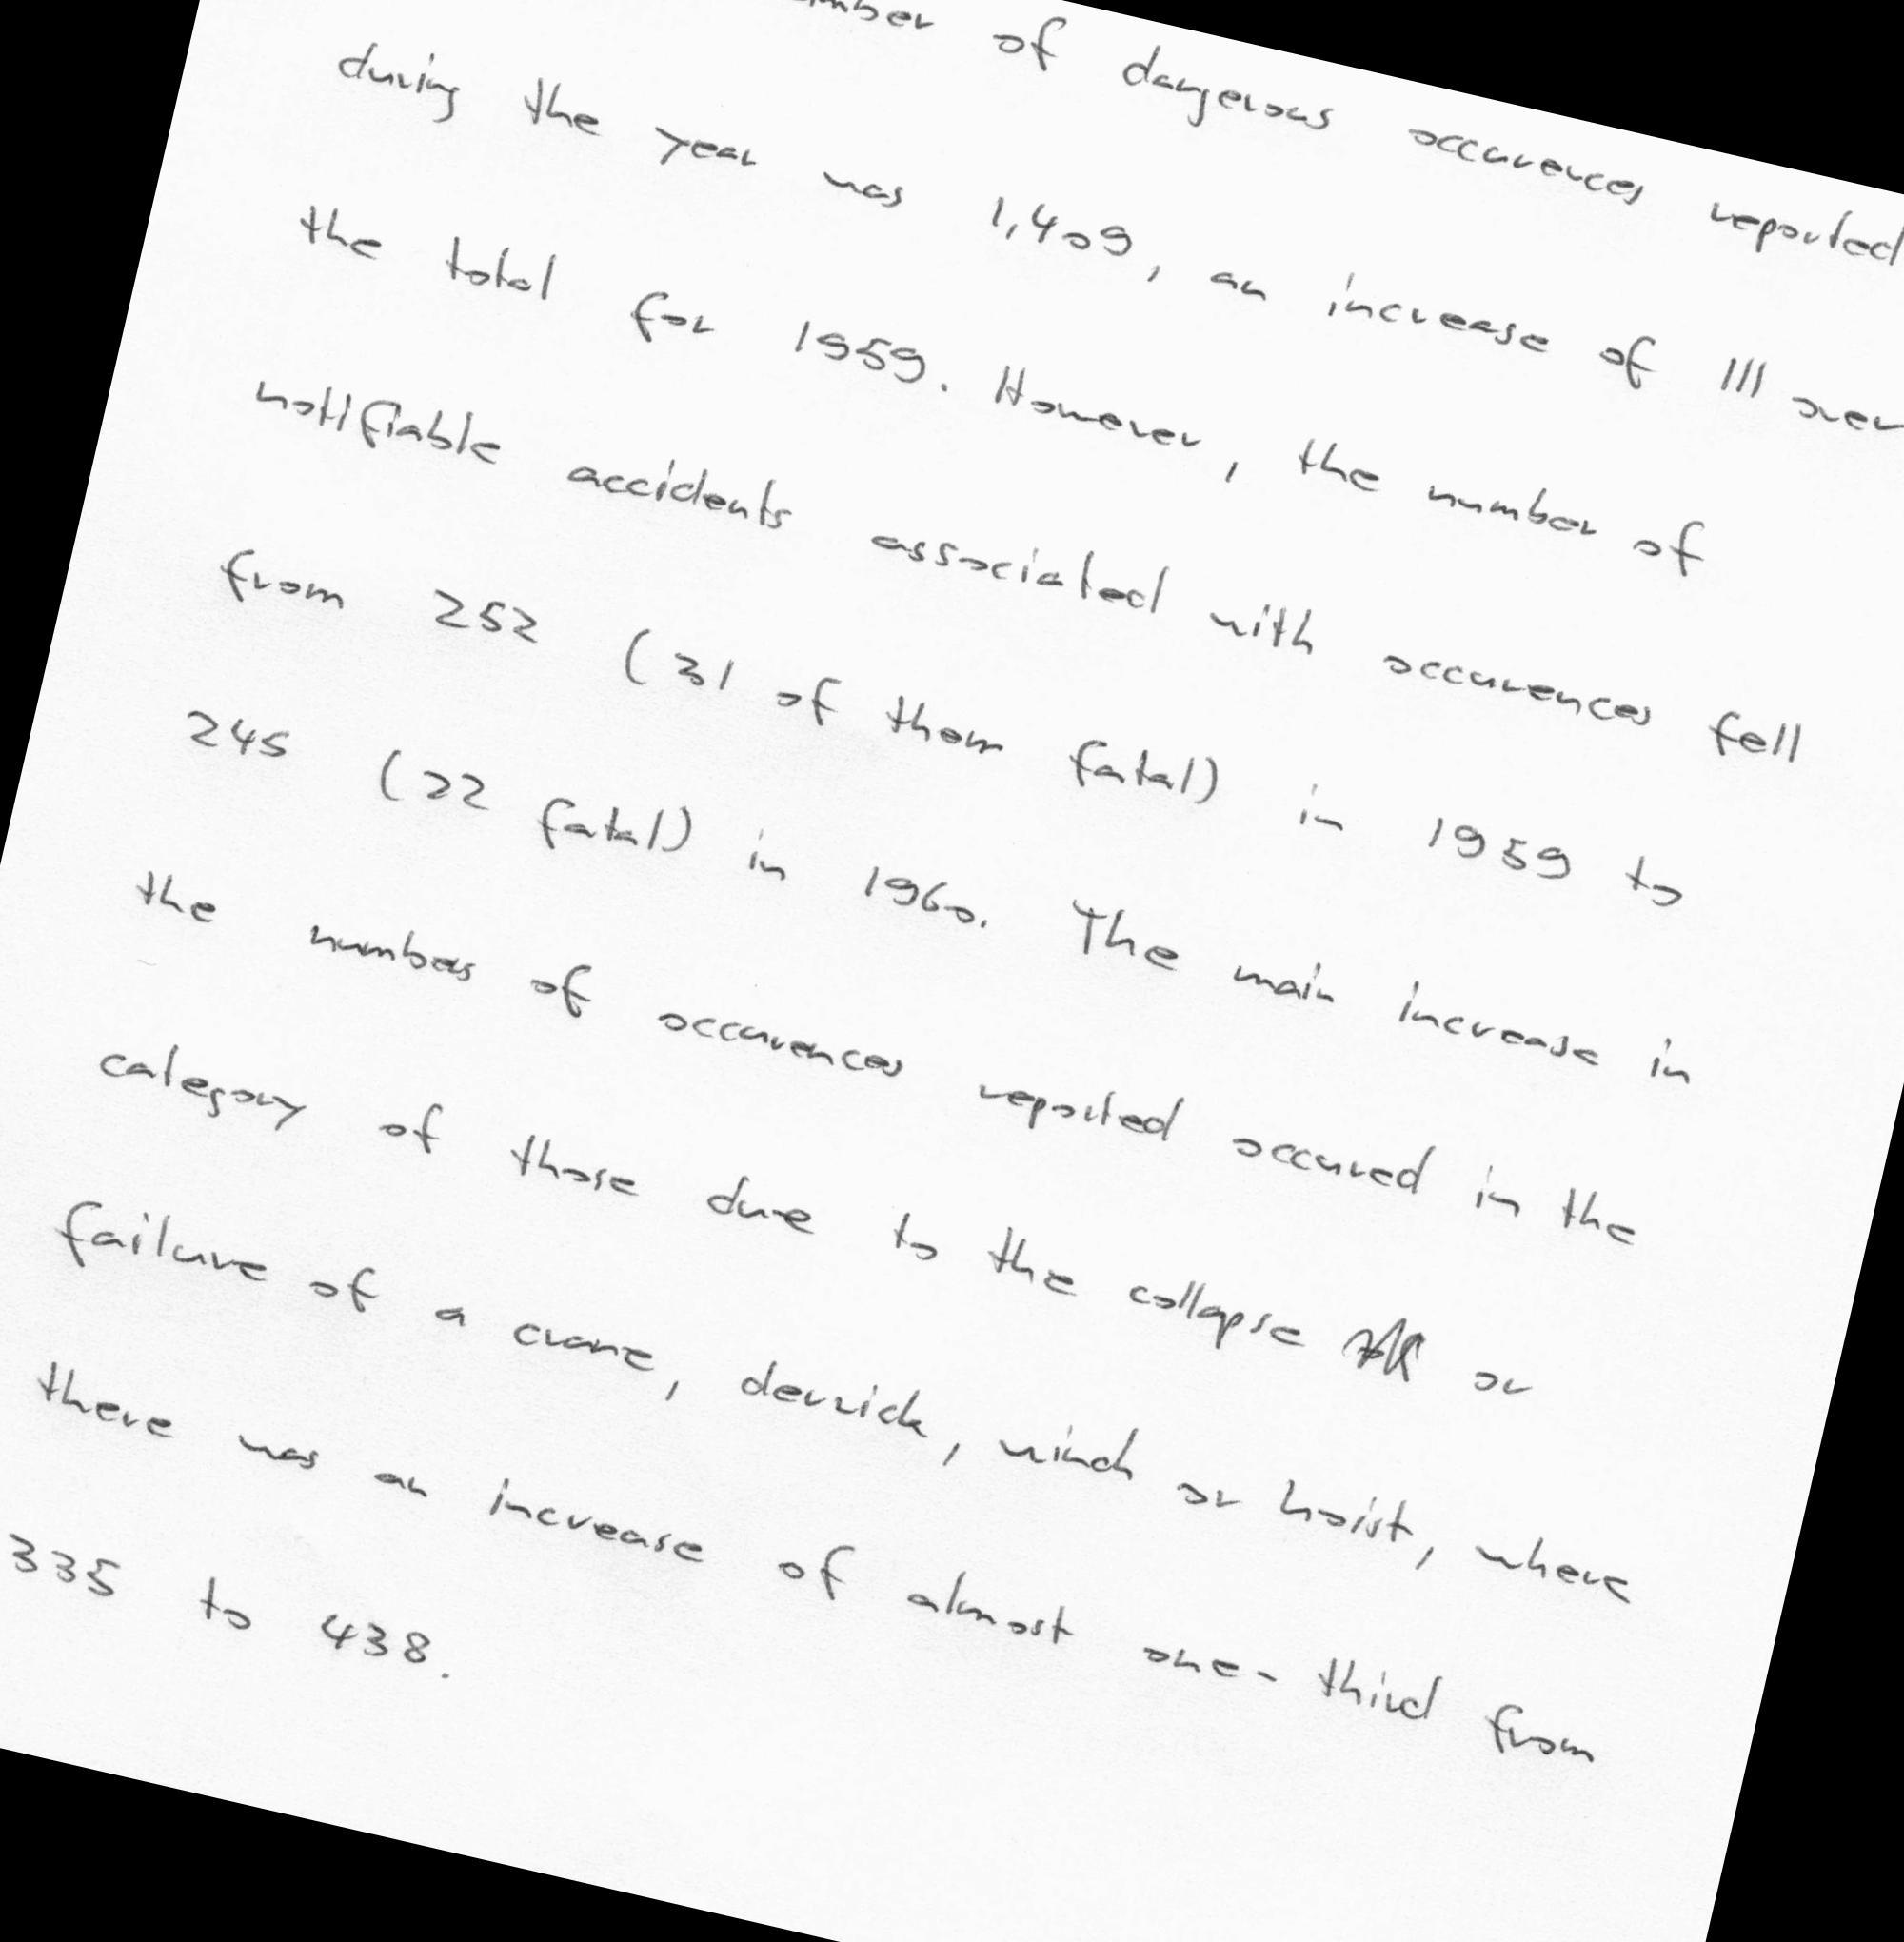 of dangerous occurences reported
during the year was 1,409, an increase of 111 over
the total for 1959. However, the number of
notifiable accidents associated with occurences fell
from 252 (31 of them fatal) in 1959 to
245 (22 fatal) in 1960. The main increase in
the numbers of occurences reported occured in the
category of those due to the collapse or
failure of a crane, derrick, winch or hoist, where
there was an increase of almost one-third from
335 to 438.